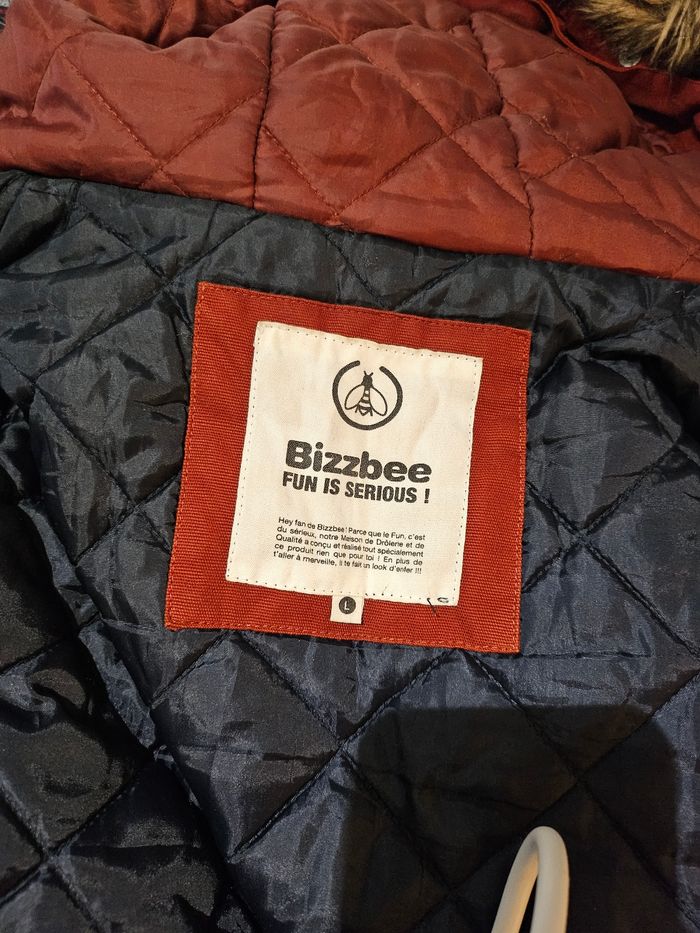 Bizzbee
FUN IS SERIOUS !
Hey fan de Bizzbee! Parce que le Fun, c'est
du sérieux, notre Maison de Drôlerie et de
Qualité a conçu et réalisé tout spécialement
ce produit rien que pour toi ! En plus de
t'aller à merveille, il te fait un look d'enfer !!!
L